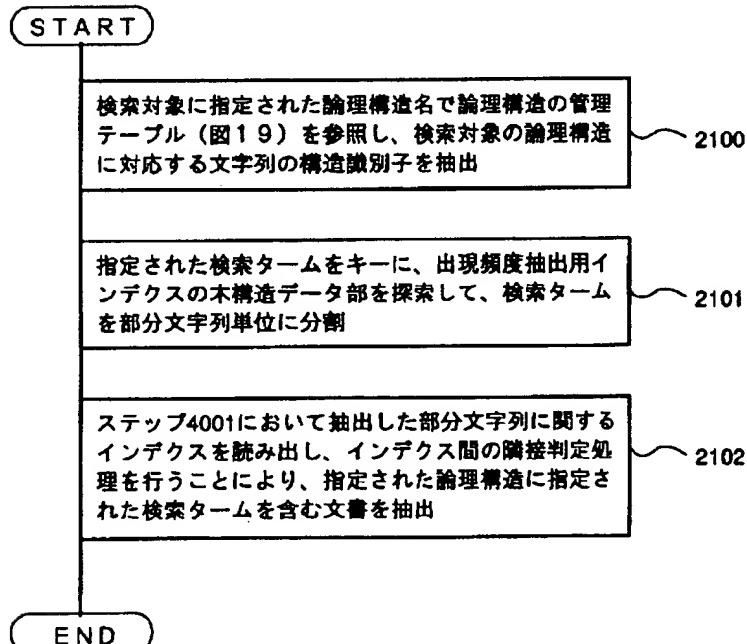 START
検索対象に指定された論理構造名で論理構造の管理
テーブル（図１９）を参照し、検索対象の論理構造
に対応する文字列の構造識別子を抽出
2100
指定された検索タームをキーに、出現頻度抽出用イ
ンデクスの木構造データ部を探索して、検索ターム
を部分文字列単位に分割
2101
ステップ4001において抽出した部分文字列に関する
インデクスを読み出し、インデクス間の隣接判定処
理を行うことにより、指定された論理構造に指定さ
れた検索タームを含む文書を抽出
2102
END